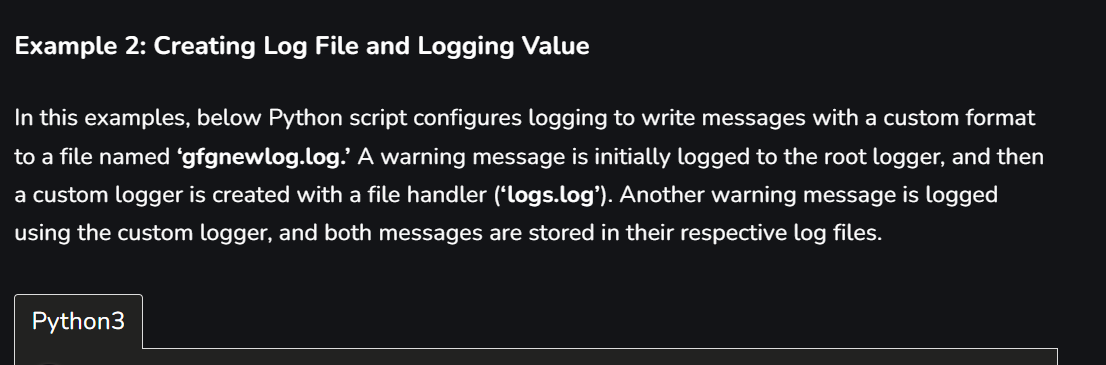 Example 2: Creating Log File and Logging Value
In this examples, below Python script configures logging to write messages with a custom format
to a file named ‘gfgnewlog.log.’ A warning message is initially logged to the root logger, and then
a custom logger is created with a file handler (‘logs.log’). Another warning message is logged
using the custom logger, and both messages are stored in their respective log files.
Python3